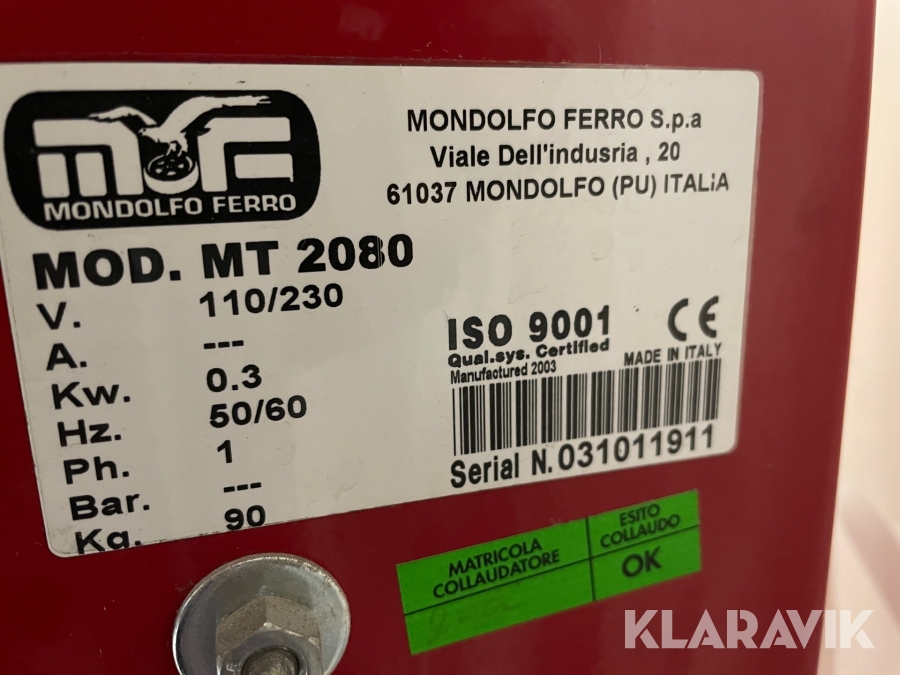 MF
MONDOLFO FERRO
MONDOLFO FERRO S.p.a
Viale Dell'indusria , 20
61037 MONDOLFO (PU) ITALiA
MOD. MT 2080
V. 110/230
A. ---
Kw. 0.3
Hz. 50/60
Ph. 1
Bar. ---
Kg. 90
ISO 9001
Qual.sys. Certified
Manufactured 2003
CE
MADE IN ITALY
Serial N. 031011911
MATRICOLA
COLLAUDATORE
ESITO
COLLAUDO
OK
KLARAVIK